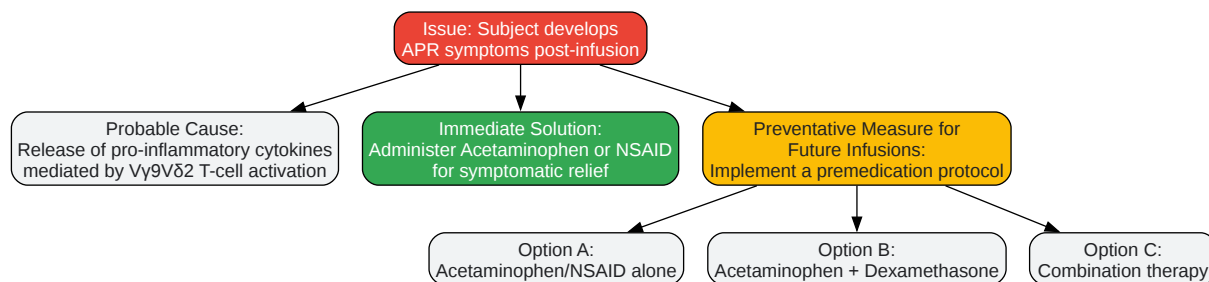 Issue: Subject develops
APR symptoms post-infusion
Probable Cause:
Release of pro-inflammatory cytokines
mediated by Vγ9Vδ2 T-cell activation
Immediate Solution:
Administer Acetaminophen or NSAID
for symptomatic relief
Preventative Measure for
Future Infusions:
Implement a premedication protocol
Option A:
Acetaminophen/NSAID alone
Option B:
Acetaminophen + Dexamethasone
Option C:
Combination therapy